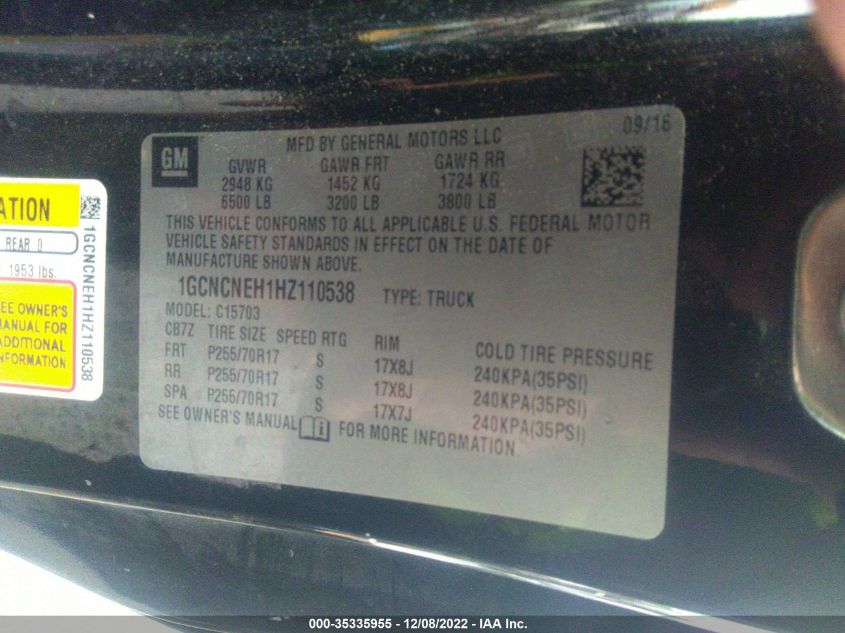 ATION
REAR 0
1953 lbs.
EE OWNER'S
ANUAL FOR
ADDITIONAL
INFORMATION
1GCNCNEH1HZ110538
GM
MFD BY GENERAL MOTORS LLC
09/16
GVWR GAWR FRT GAWR RR
2948 KG 1452 KG 1724 KG
6500 LB 3200 LB 3800 LB
THIS VEHICLE CONFORMS TO ALL APPLICABLE U.S. FEDERAL MOTOR
VEHICLE SAFETY STANDARDS IN EFFECT ON THE DATE OF
MANUFACTURE SHOWN ABOVE.
1GCNCNEH1HZ110538 TYPE: TRUCK
MODEL: C15703
CB7Z TIRE SIZE SPEED RTG RIM COLD TIRE PRESSURE
FRT P255/70R17 S 17X8J 240KPA(35PSI)
RR P255/70R17 S 17X8J 240KPA(35PSI)
SPA P255/70R17 S 17X7J 240KPA(35PSI)
SEE OWNER'S MANUAL i FOR MORE INFORMATION
000-35335955 - 12/08/2022 - IAA Inc.